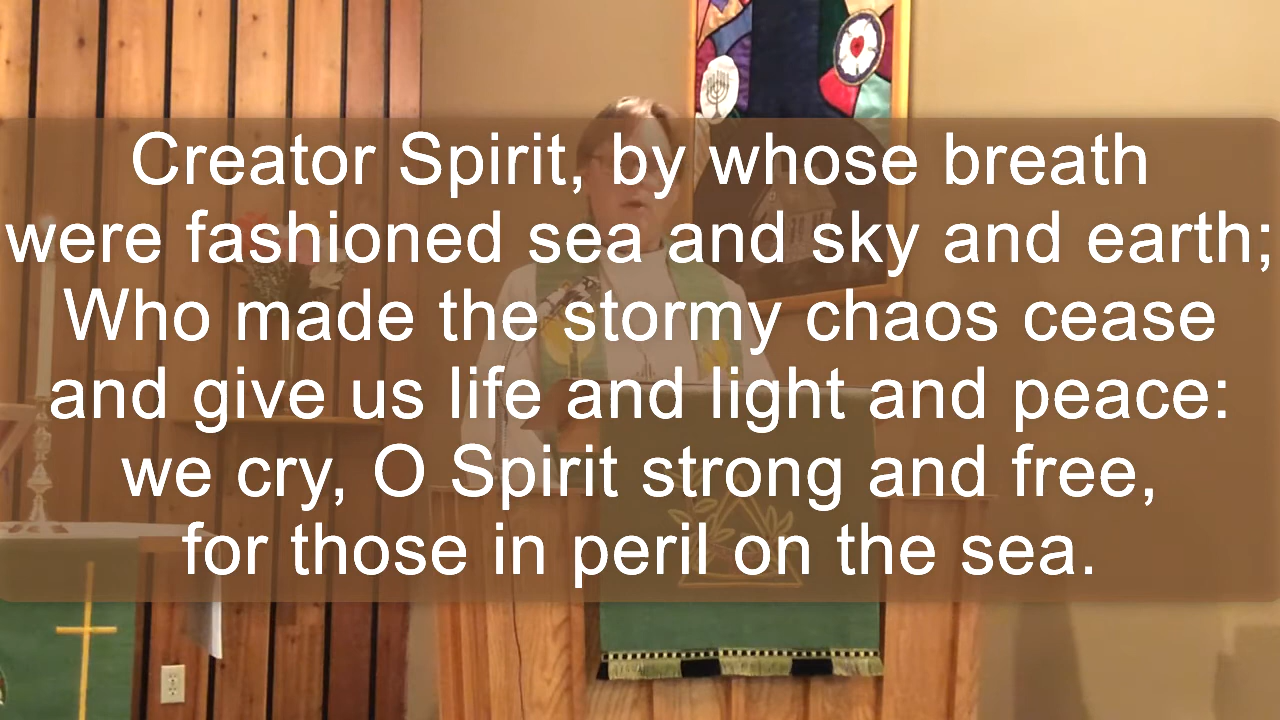 Creator Spirit, by whose breath
were fashioned sea and sky and earth;
Who made the stormy chaos cease
and give us life and light and peace:
we cry, O Spirit strong and free,
for those in peril on the sea.